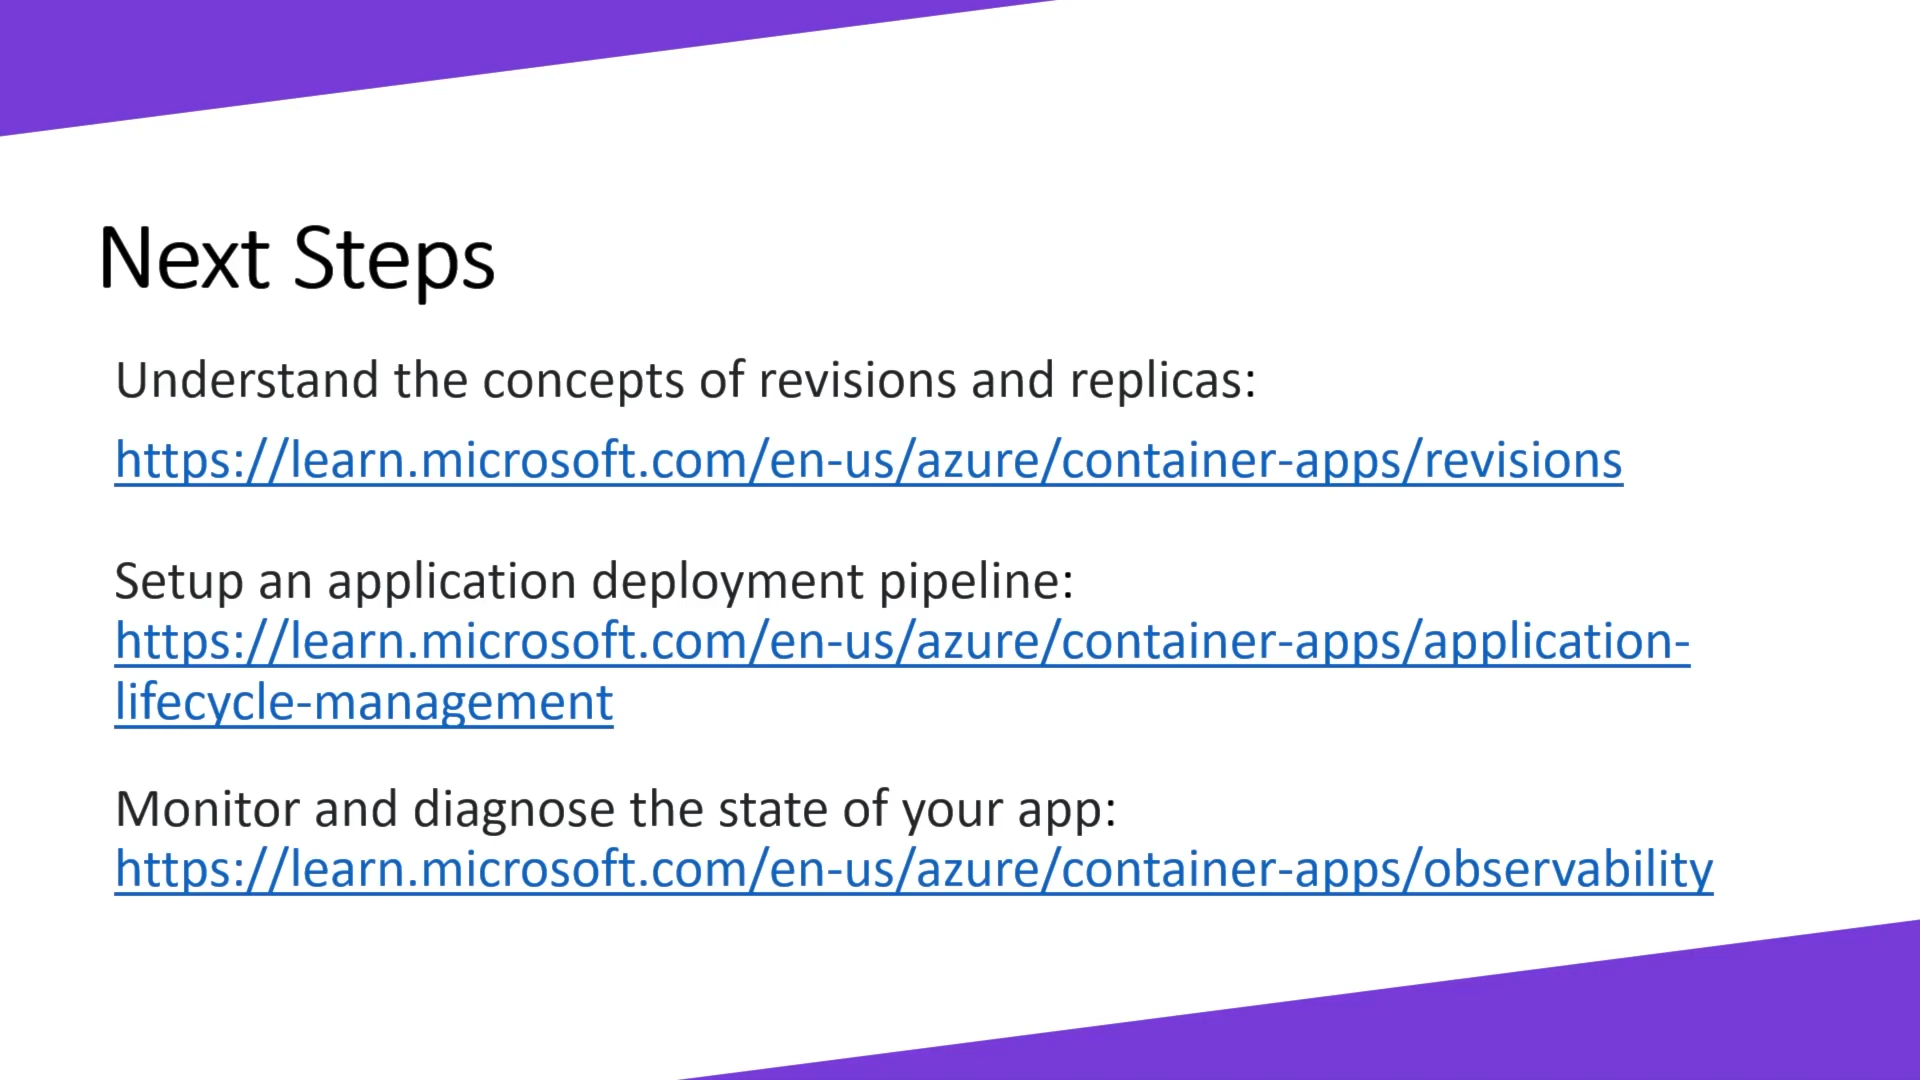 Next Steps
Understand the concepts of revisions and replicas:
https://learn.microsoft.com/en-us/azure/container-apps/revisions
Setup an application deployment pipeline:
https://learn.microsoft.com/en-us/azure/container-apps/application-
lifecycle-management
Monitor and diagnose the state of your app:
https://learn.microsoft.com/en-us/azure/container-apps/observability